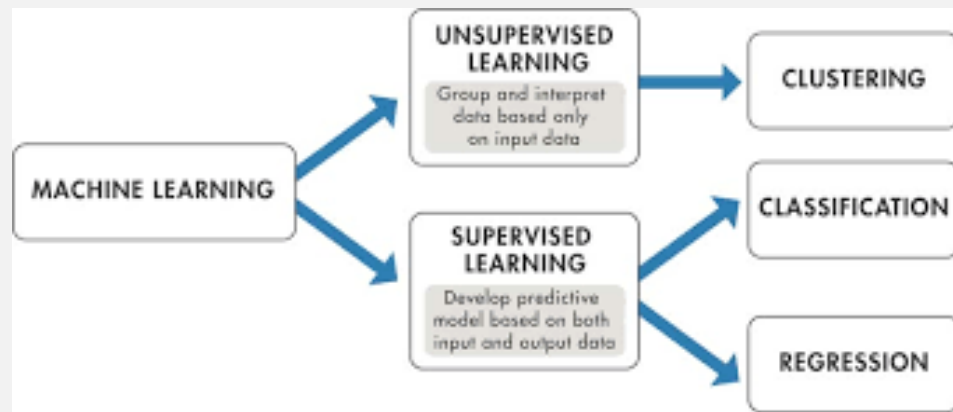 MACHINE LEARNING
UNSUPERVISED
LEARNING
Group and interpret
data based only
on input data
CLUSTERING
SUPERVISED
LEARNING
Develop predictive
model based on both
input and output data
CLASSIFICATION
REGRESSION